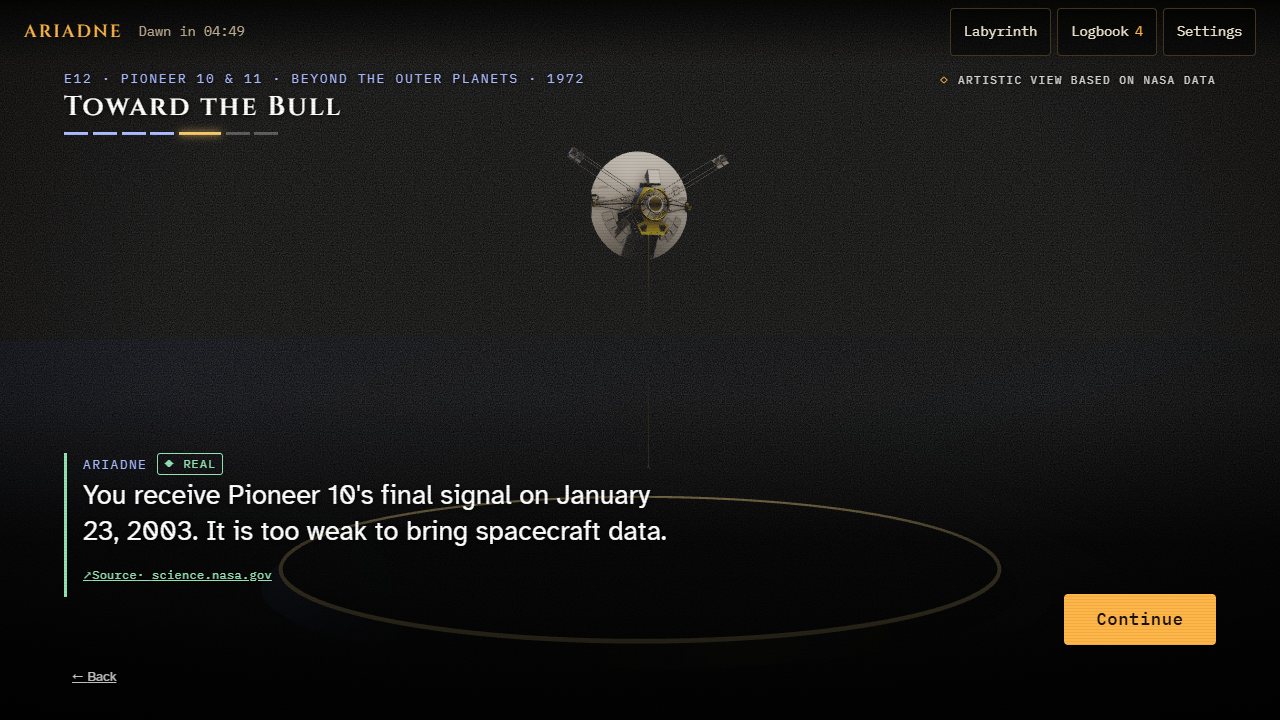 ARIADNE Dawn in 04:49 Labyrinth Logbook 4 Settings
E12 · PIONEER 10 & 11 · BEYOND THE OUTER PLANETS · 1972
◇ ARTISTIC VIEW BASED ON NASA DATA
Toward the Bull
ARIADNE ◆ REAL
You receive Pioneer 10's final signal on January
23, 2003. It is too weak to bring spacecraft data.
↗Source· science.nasa.gov
Continue
← Back